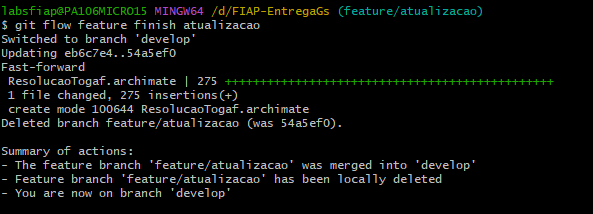 labsfiap@PA106MICRO15 MINGW64 /d/FIAP-EntregaGs (feature/atualizacao)
$ git flow feature finish atualizacao
Switched to branch 'develop'
Updating eb6c7e4..54a5ef0
Fast-forward
 ResolucaoTogaf.archimate | 275 +++++++++++++++++++++++++++++++++++++++++++++++
 1 file changed, 275 insertions(+)
 create mode 100644 ResolucaoTogaf.archimate
Deleted branch feature/atualizacao (was 54a5ef0).

Summary of actions:
- The feature branch 'feature/atualizacao' was merged into 'develop'
- Feature branch 'feature/atualizacao' has been locally deleted
- You are now on branch 'develop'